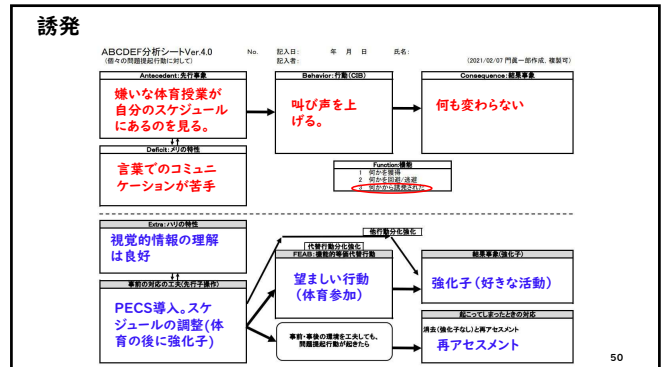 誘発
ABCDEF分析シートVer.4.0 No. 記入日: 年 月 日 氏名:
(個々の問題提起行動に対して) 記入者: (2021/02/07 門眞一郎作成, 複製可)
Antecedent:先行事象
嫌いな体育授業が
自分のスケジュール
にあるのを見る。
Behavior:行動(CIB)
叫び声を上
げる。
Consequence:結果事象
何も変わらない
Deficit:メリの特性
言葉でのコミュニ
ケーションが苦手
Function:機能
1 何かを獲得
2 何かを回避/逃避
3 何かから誘発された
Extra:ハリの特性
視覚的情報の理解
は良好
他行動分化強化
代替行動分化強化
FEAB:機能的等価代替行動
望ましい行動
(体育参加)
結果事象(強化子)
強化子(好きな活動)
事前の対応の工夫(先行子操作)
PECS導入。スケ
ジュールの調整(体
育の後に強化子)
事前・事後の環境を工夫しても、
問題提起行動が起きたら
起こってしまったときの対応
消去(強化子なし)と再アセスメント
再アセスメント
50